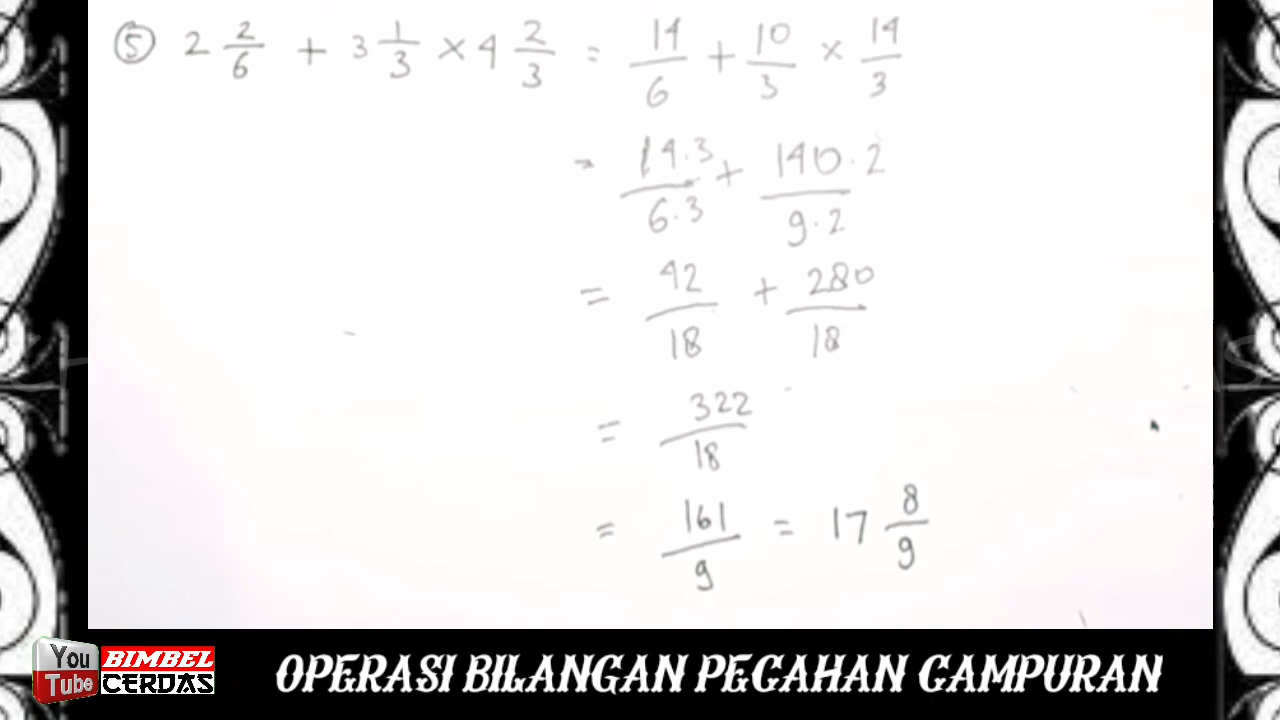 ⑤ 2 2/6 + 3 1/3 × 4 2/3 = 14/6 + 10/3 × 14/3
= 14.3/6.3 + 140.2/9.2
= 42/18 + 280/18
= 322/18
= 161/9 = 17 8/9
You Tube BIMBEL CERDAS
OPERASI BILANGAN PECAHAN CAMPURAN